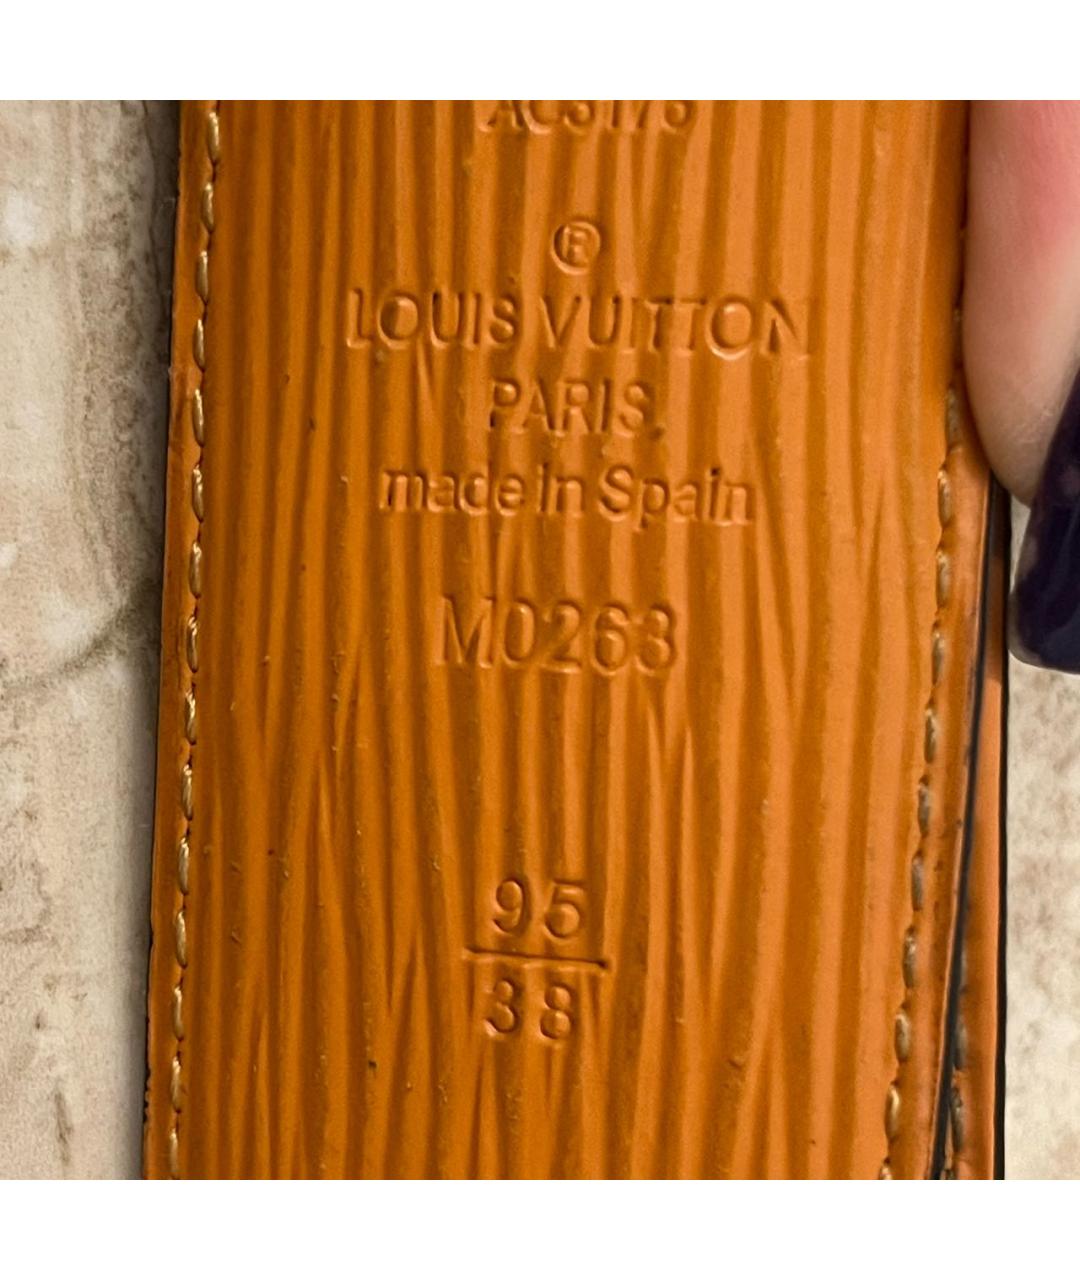 ®
LOUIS VUITTON
PARIS
made in Spain
M0263
95
38